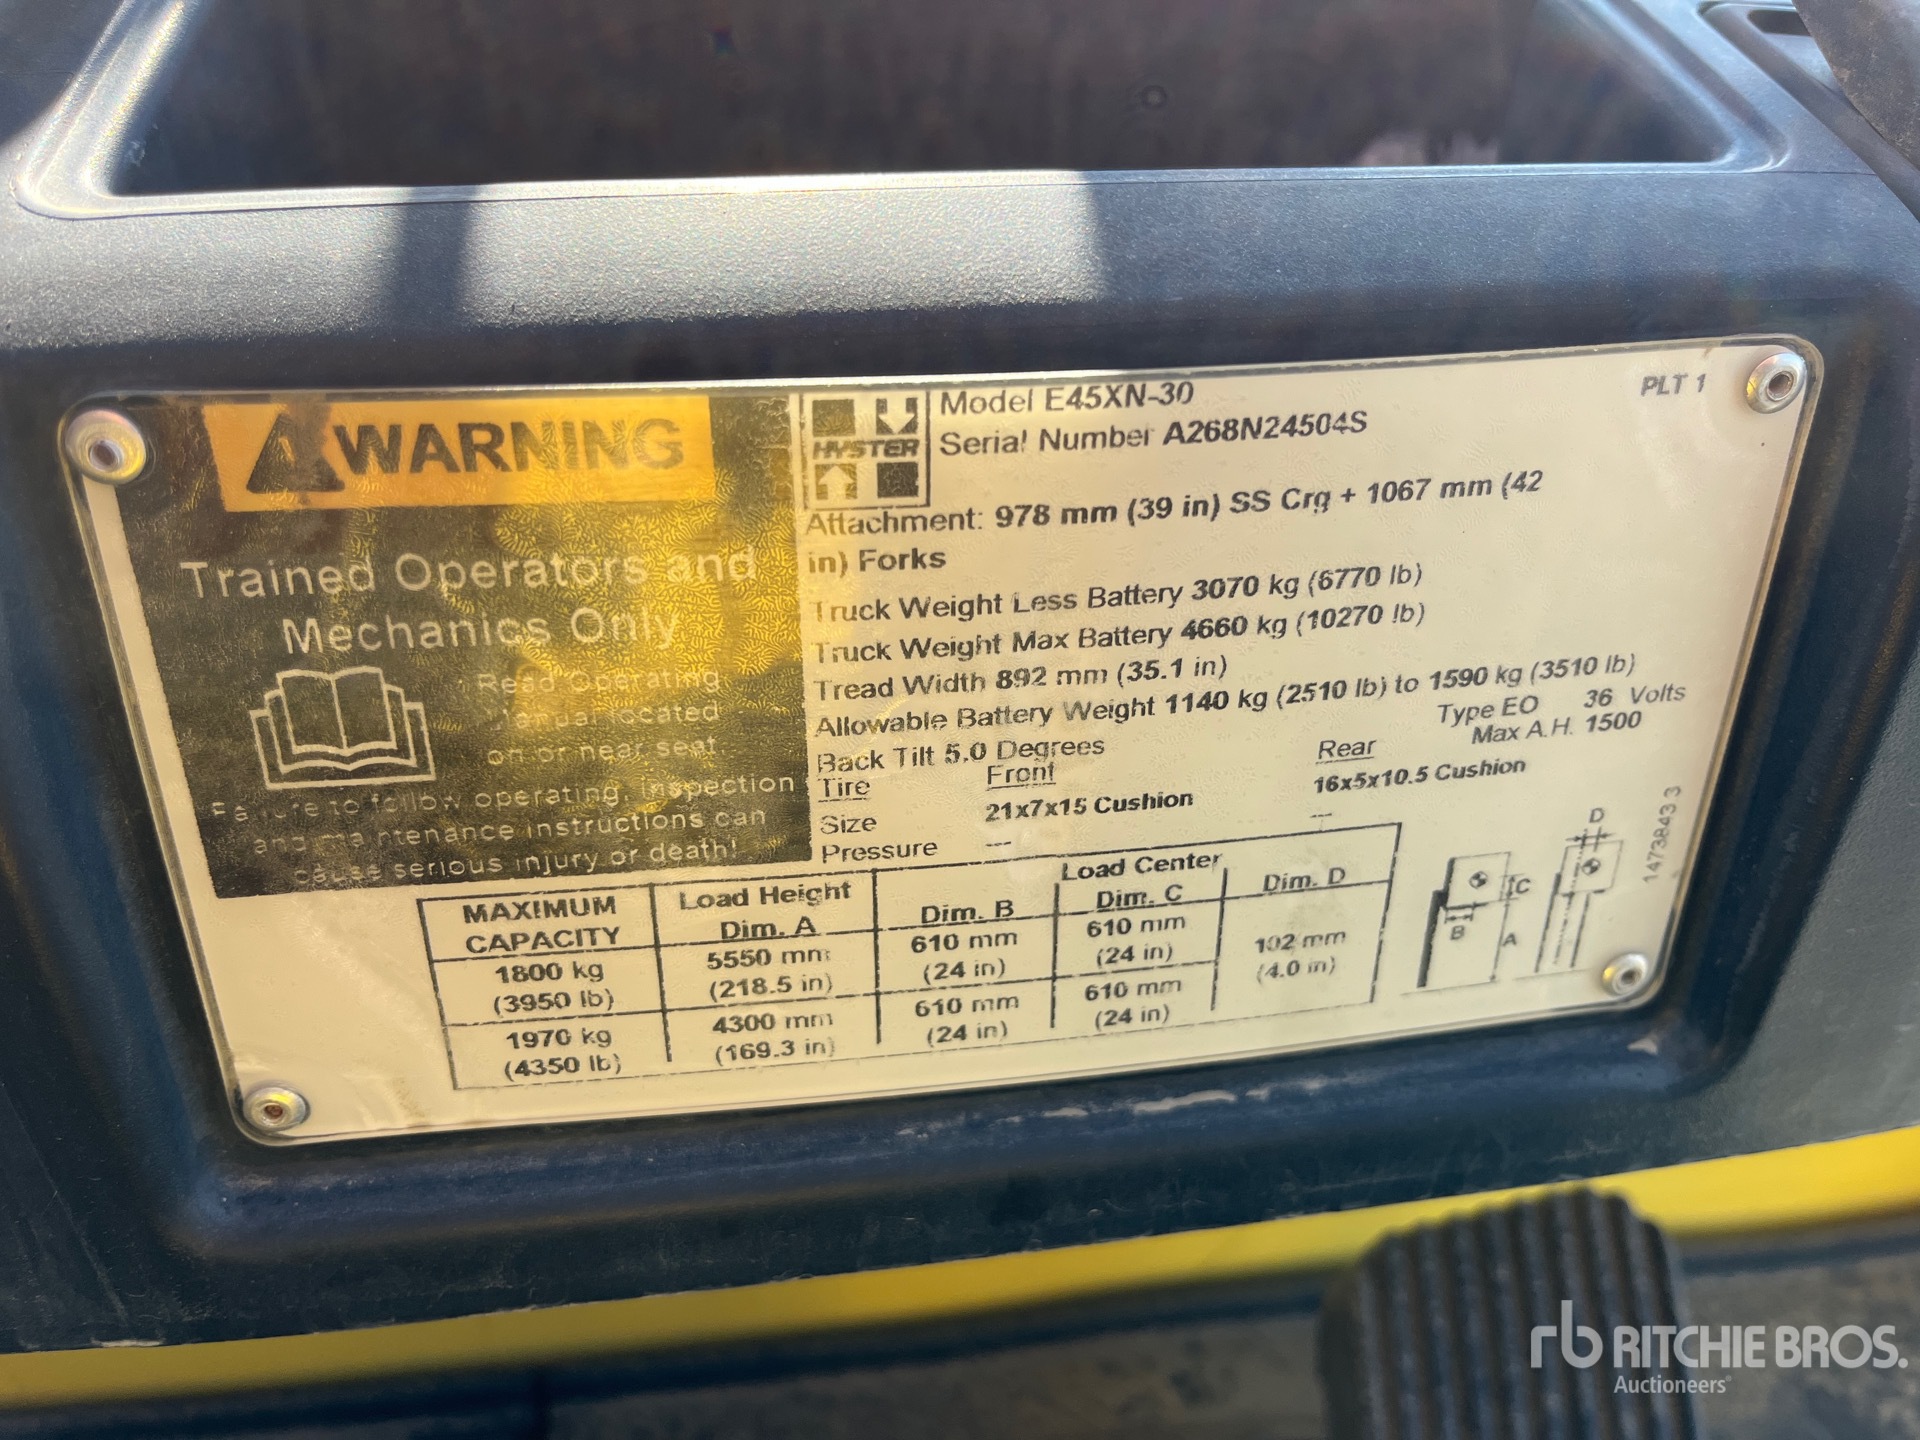 WARNING
Trained Operators and
Mechanics Only
Read Operating
Manual located
on or near seat.
Failure to follow operating, inspection
and maintenance instructions can
cause serious injury or death!
HYSTER
Model E45XN-30
Serial Number A268N24504S
PLT 1
Attachment: 978 mm (39 in) SS Crg + 1067 mm (42
in) Forks
Truck Weight Less Battery 3070 kg (6770 lb)
Truck Weight Max Battery 4660 kg (10270 lb)
Tread Width 892 mm (35.1 in)
Allowable Battery Weight 1140 kg (2510 lb) to 1590 kg (3510 lb)
Back Tilt 5.0 Degrees Type EO 36 Volts
Max A.H. 1500
Tire Front Rear
Size 21x7x15 Cushion 16x5x10.5 Cushion
Pressure --- ---
MAXIMUM CAPACITY Load Height Dim. A Load Center Dim. B Dim. C Dim. D
1800 kg 5550 mm 610 mm 610 mm 102 mm
(3950 lb) (218.5 in) (24 in) (24 in) (4.0 in)
1970 kg 4300 mm 610 mm 610 mm
(4350 lb) (169.3 in) (24 in) (24 in)
B C A D
1473843 3
rb RITCHIE BROS.
Auctioneers